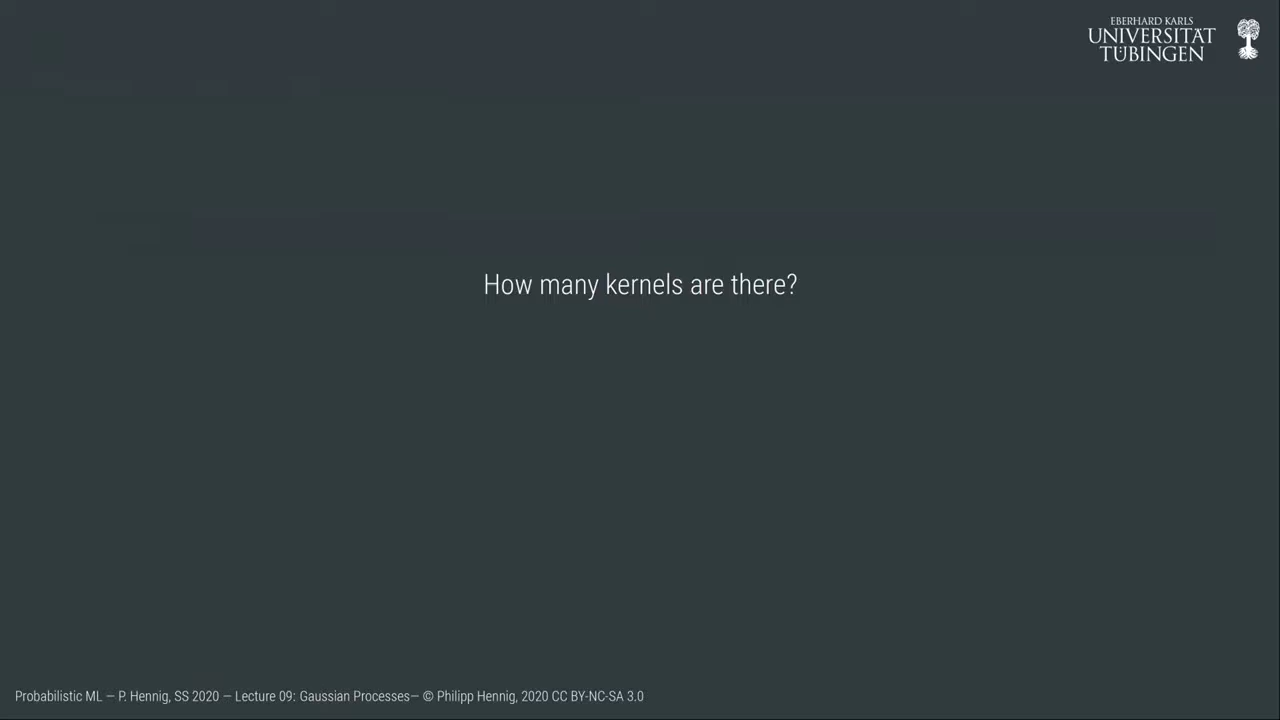 EBERHARD KARLS
UNIVERSITÄT
TÜBINGEN
How many kernels are there?
Probabilistic ML — P. Hennig, SS 2020 — Lecture 09: Gaussian Processes— © Philipp Hennig, 2020 CC BY-NC-SA 3.0